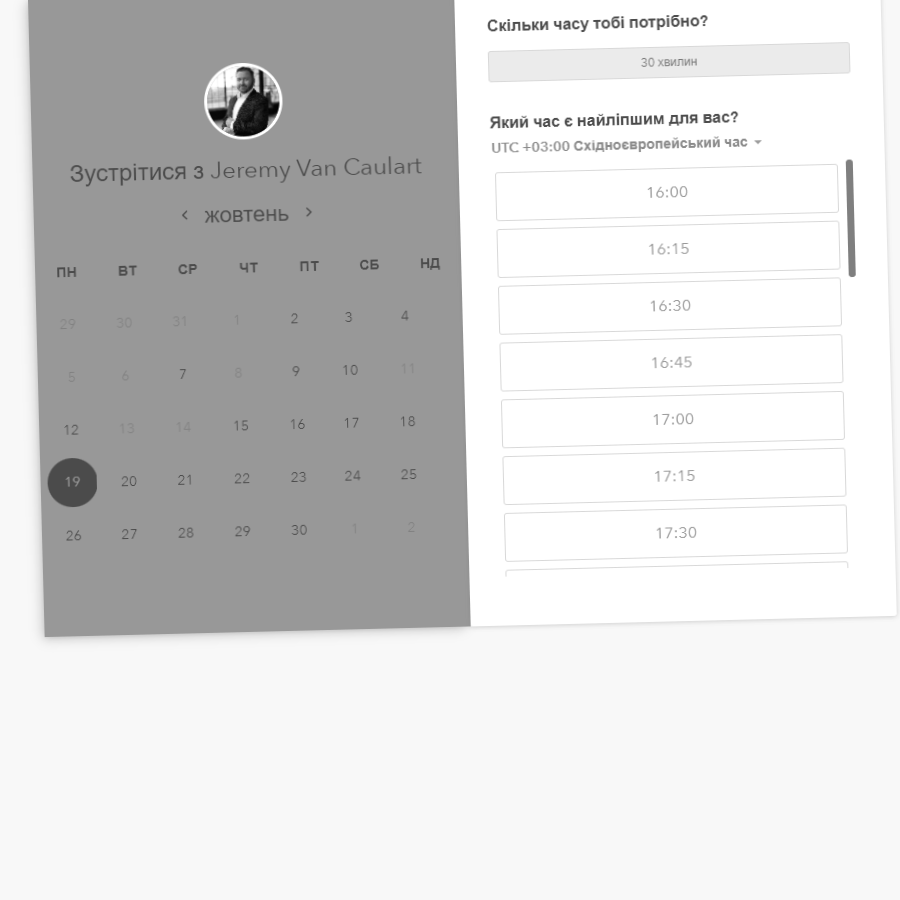 Зустрітися з Jeremy Van Caulart
жовтень
ПН ВТ СР ЧТ ПТ СБ НД
29 30 31 1 2 3 4
5 6 7 8 9 10 11
12 13 14 15 16 17 18
19 20 21 22 23 24 25
26 27 28 29 30 1 2
Скільки часу тобі потрібно?
30 хвилин
Який час є найліпшим для вас?
UTC +03:00 Східноєвропейський час
16:00
16:15
16:30
16:45
17:00
17:15
17:30